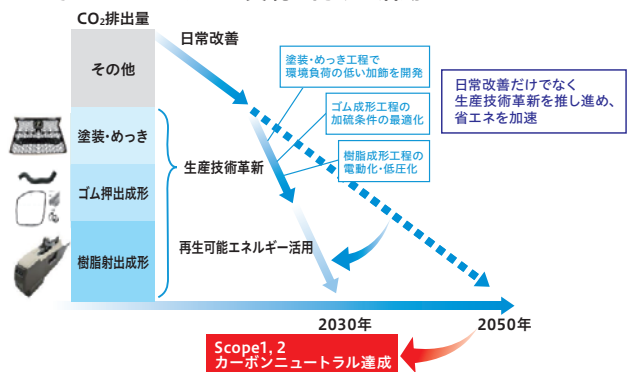 CO₂排出量
その他
塗装・めっき
ゴム押出成形
樹脂射出成形
日常改善
生産技術革新
再生可能エネルギー活用
塗装・めっき工程で
環境負荷の低い加飾を開発
ゴム成形工程の
加硫条件の最適化
樹脂成形工程の
電動化・低圧化
日常改善だけでなく
生産技術革新を推し進め、
省エネを加速
2030年
2050年
Scope1, 2
カーボンニュートラル達成